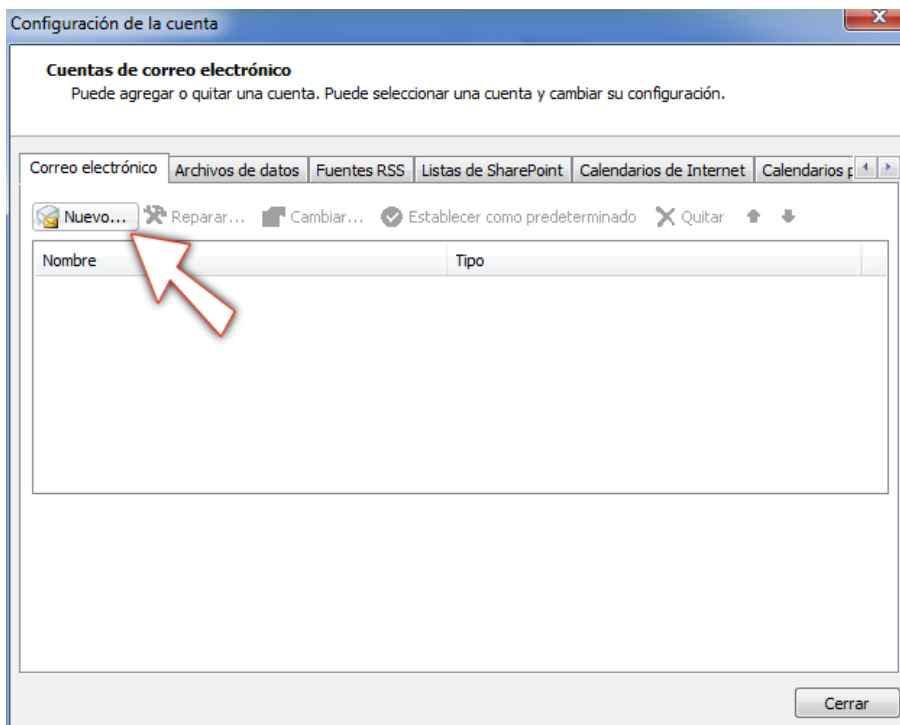 Configuración de la cuenta
Cuentas de correo electrónico
Puede agregar o quitar una cuenta. Puede seleccionar una cuenta y cambiar su configuración.
Correo electrónico Archivos de datos Fuentes RSS Listas de SharePoint Calendarios de Internet Calendarios
Nuevo... Reparar... Cambiar... Establecer como predeterminado Quitar
Nombre Tipo
Cerrar